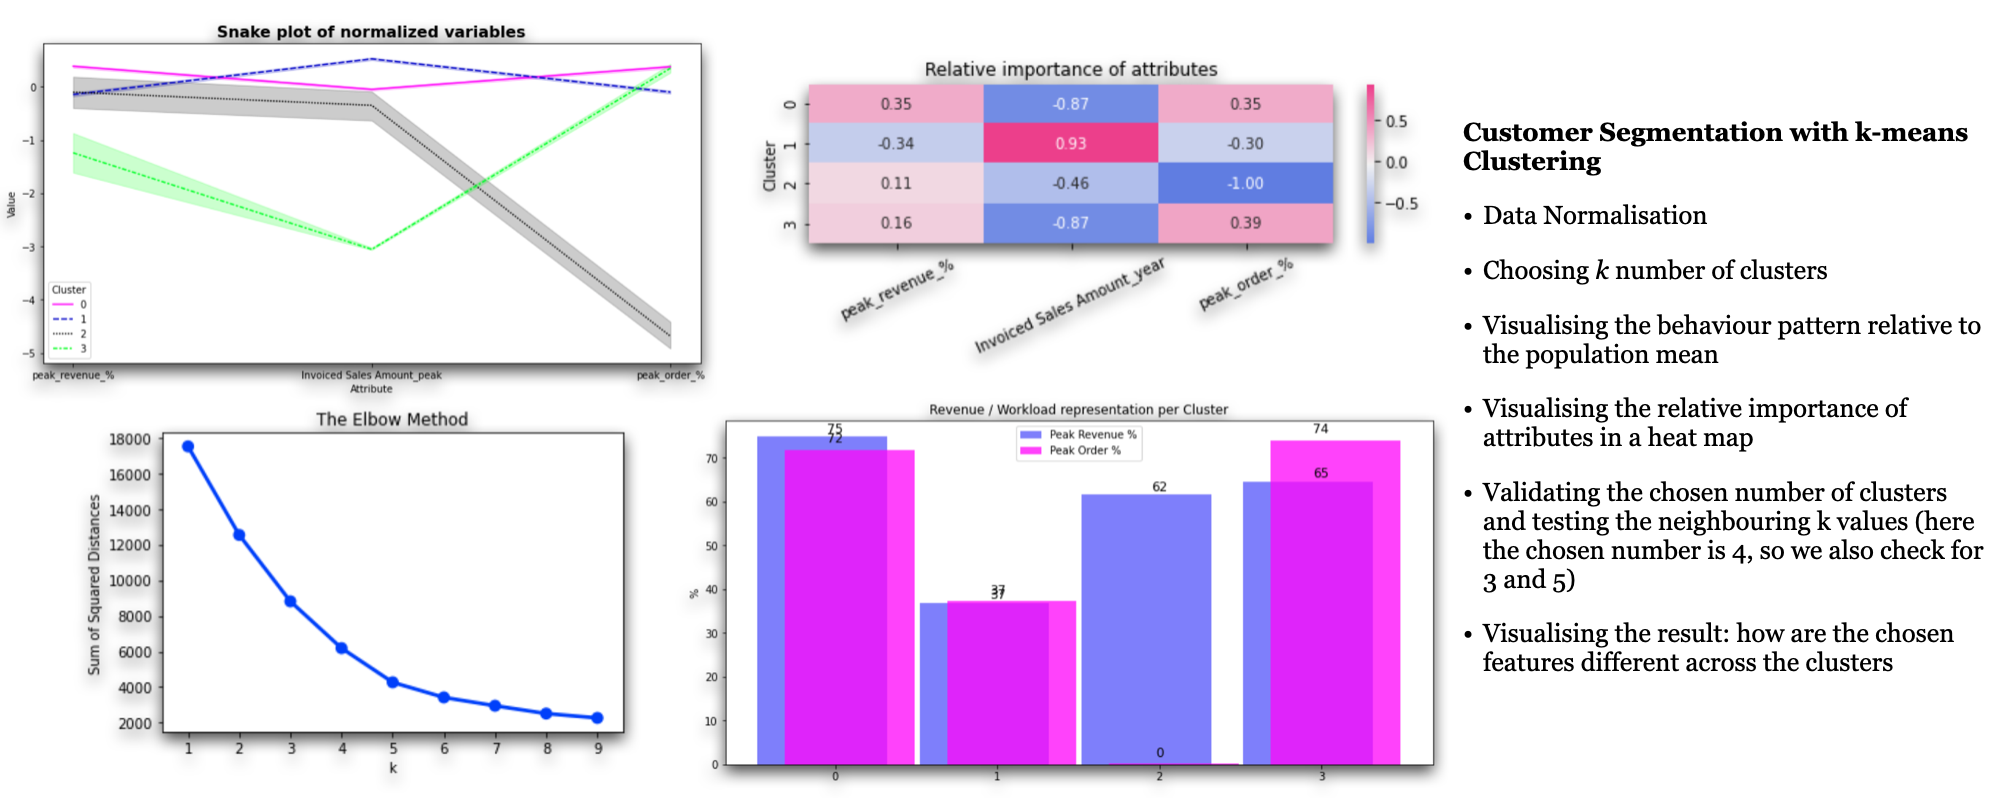 Snake plot of normalized variables
Value
0
−1
−2
−3
−4
−5
Cluster
0
1
2
3
peak_revenue_%
Invoiced Sales Amount_peak
peak_order_%
Attribute
Relative importance of attributes
Cluster
0
1
2
3
0.35 -0.87 0.35
-0.34 0.93 -0.30
0.11 -0.46 -1.00
0.16 -0.87 0.39
peak_revenue_%
Invoiced Sales Amount_year
peak_order_%
0.5
0.0
−0.5
The Elbow Method
Sum of Squared Distances
18000
16000
14000
12000
10000
8000
6000
4000
2000
1 2 3 4 5 6 7 8 9
k
Revenue / Workload representation per Cluster
Peak Revenue %
Peak Order %
%
70
60
50
40
30
20
10
0
75
72
37
37
62
0
74
65
0 1 2 3
Customer Segmentation with k-means
Clustering
• Data Normalisation
• Choosing k number of clusters
• Visualising the behaviour pattern relative to
the population mean
• Visualising the relative importance of
attributes in a heat map
• Validating the chosen number of clusters
and testing the neighbouring k values (here
the chosen number is 4, so we also check for
3 and 5)
• Visualising the result: how are the chosen
features different across the clusters